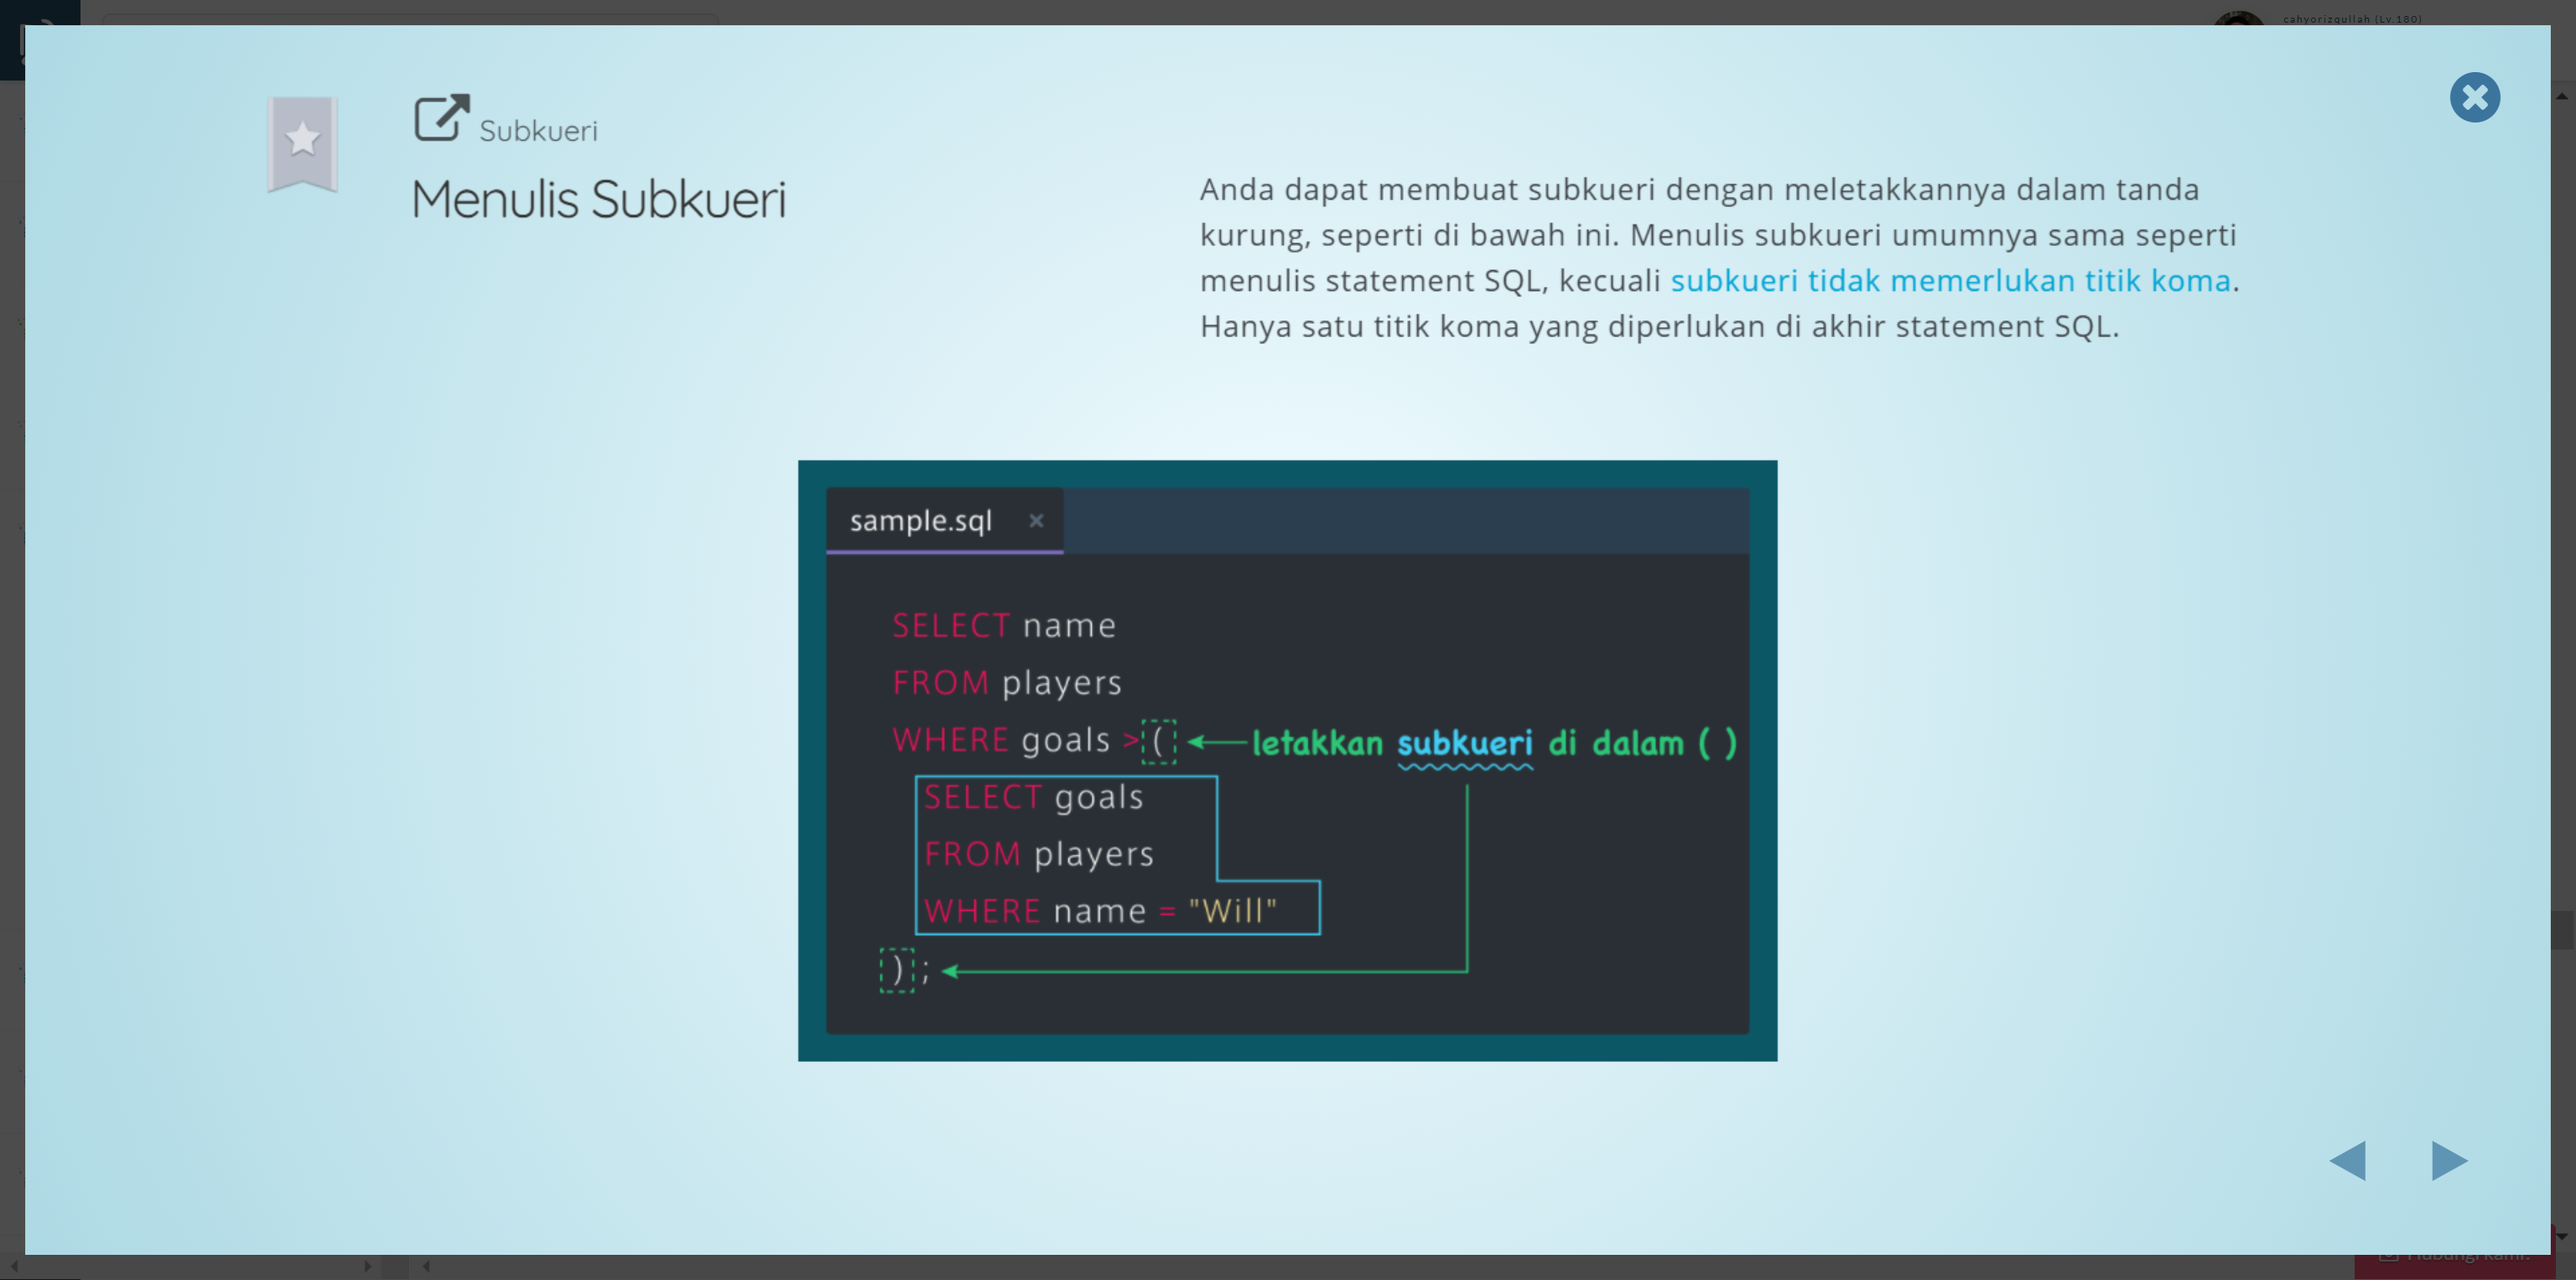 cahyorizqullah (Lv.180)
Subkueri
Menulis Subkueri
Anda dapat membuat subkueri dengan meletakkannya dalam tanda
kurung, seperti di bawah ini. Menulis subkueri umumnya sama seperti
menulis statement SQL, kecuali subkueri tidak memerlukan titik koma.
Hanya satu titik koma yang diperlukan di akhir statement SQL.
sample.sql ×
SELECT name
FROM players
WHERE goals > ( letakkan subkueri di dalam ( )
SELECT goals
FROM players
WHERE name = "Will"
) ;